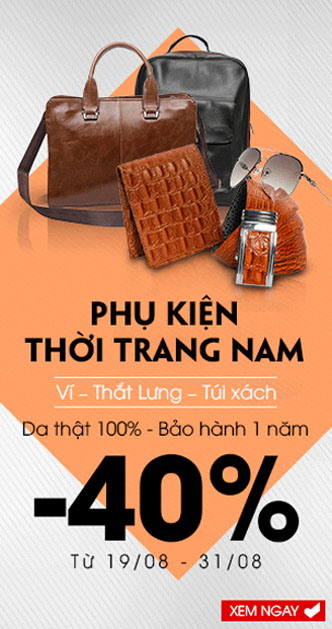 PHỤ KIỆN
THỜI TRANG NAM
Ví – Thắt Lưng – Túi xách
Da thật 100% - Bảo hành 1 năm
-40%
Từ 19/08 - 31/08
XEM NGAY